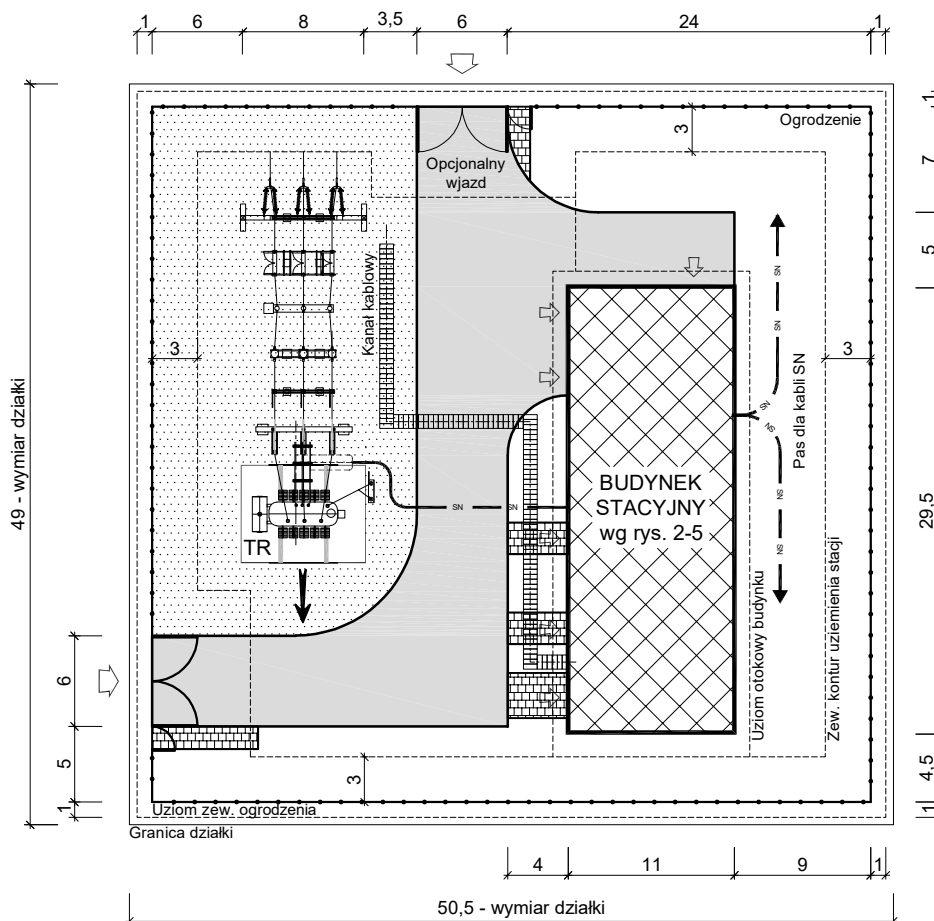 1 6 8 3,5 6 24 1
Ogrodzenie
3
Opcjonalny
wjazd
1
7
5
29,5
4,5
1
SN
SN
Kanał kablowy
3
3
Pas dla kabli SN
49 - wymiar działki
SN
SN
BUDYNEK
STACYJNY
wg rys. 2-5
SN
SN
SN
SN
TR
Uziom otokowy budynku
Zew. kontur uziemienia stacji
6
5
1
3
Uziom zew. ogrodzenia
Granica działki
4 11 9 1
50,5 - wymiar działki